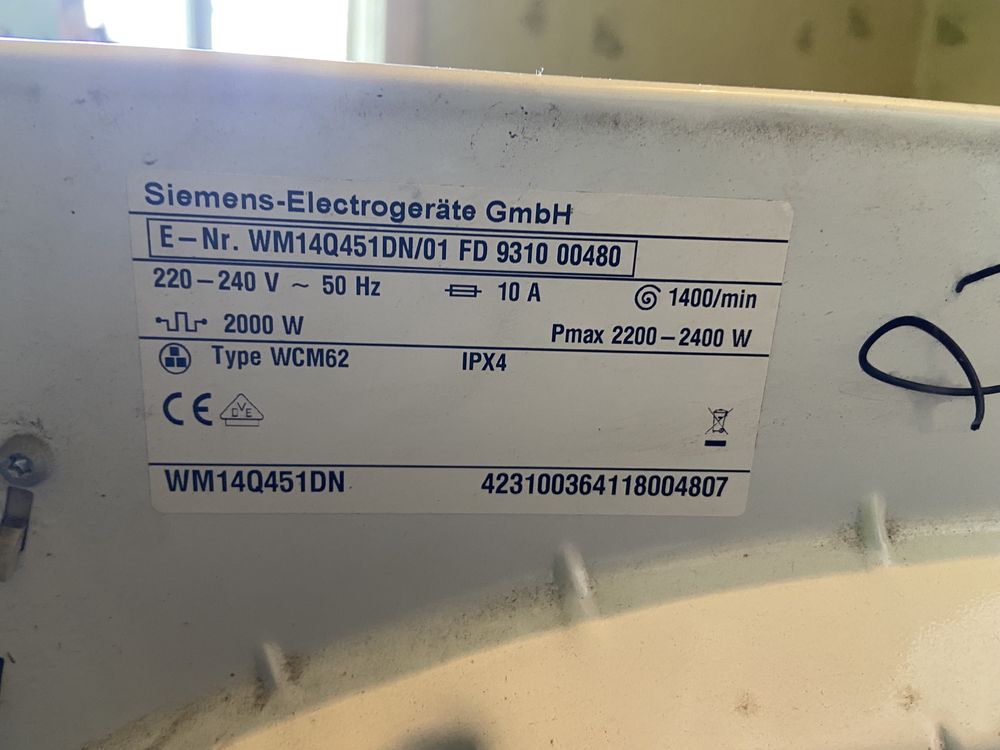 Siemens-Electrogeräte GmbH
E-Nr. WM14Q451DN/01 FD 9310 00480
220-240 V ~ 50 Hz 10 A 1400/min
2000 W Pmax 2200-2400 W
Type WCM62 IPX4
CE DVE
WM14Q451DN 423100364118004807